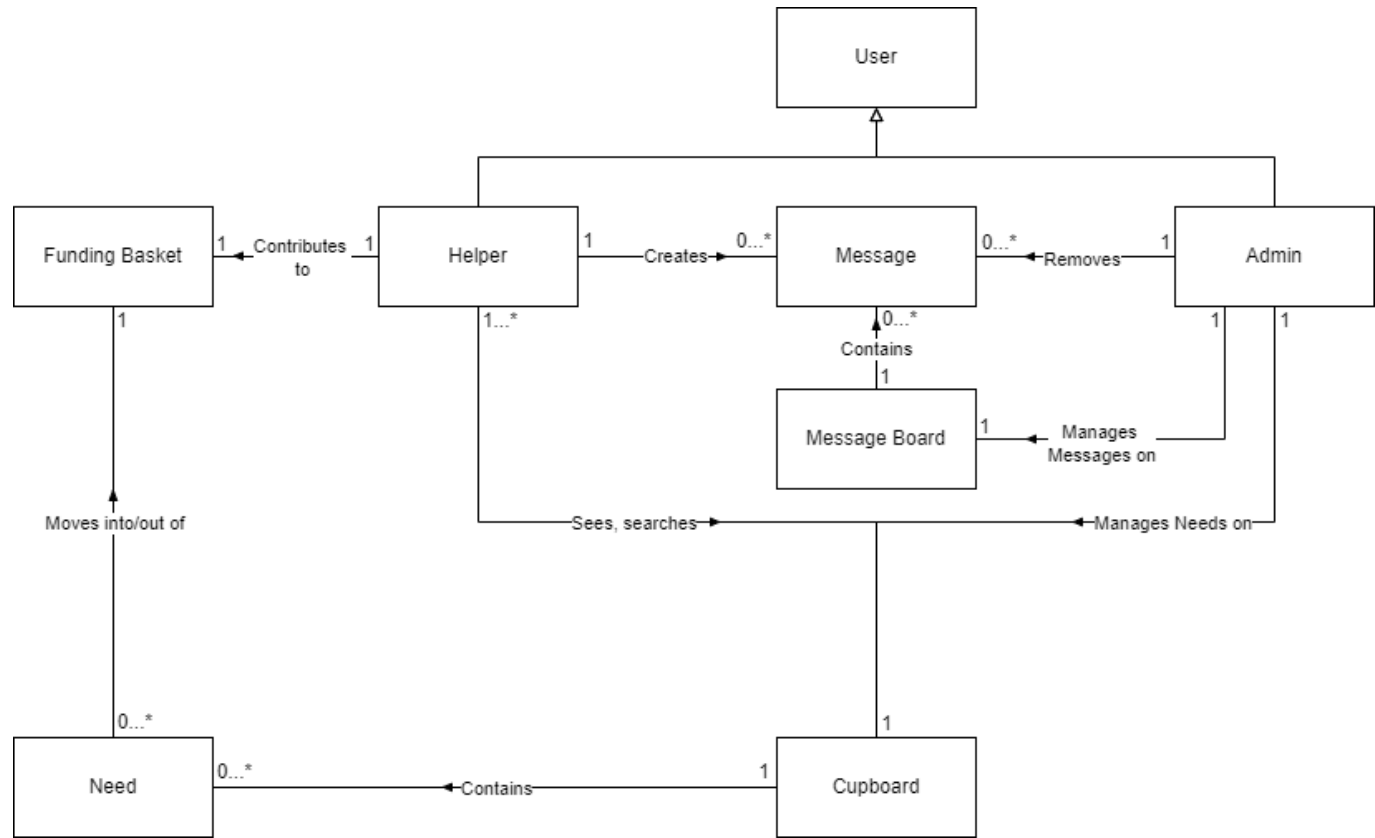 User
Funding Basket
1
Contributes
to
1
Helper
1
Creates
0...*
Message
0...*
Removes
1
Admin
1
1...*
0...*
1
1
Contains
1
Message Board
1
Manages
Messages on
Moves into/out of
Sees, searches
Manages Needs on
0...*
1
Need
0...*
Contains
1
Cupboard